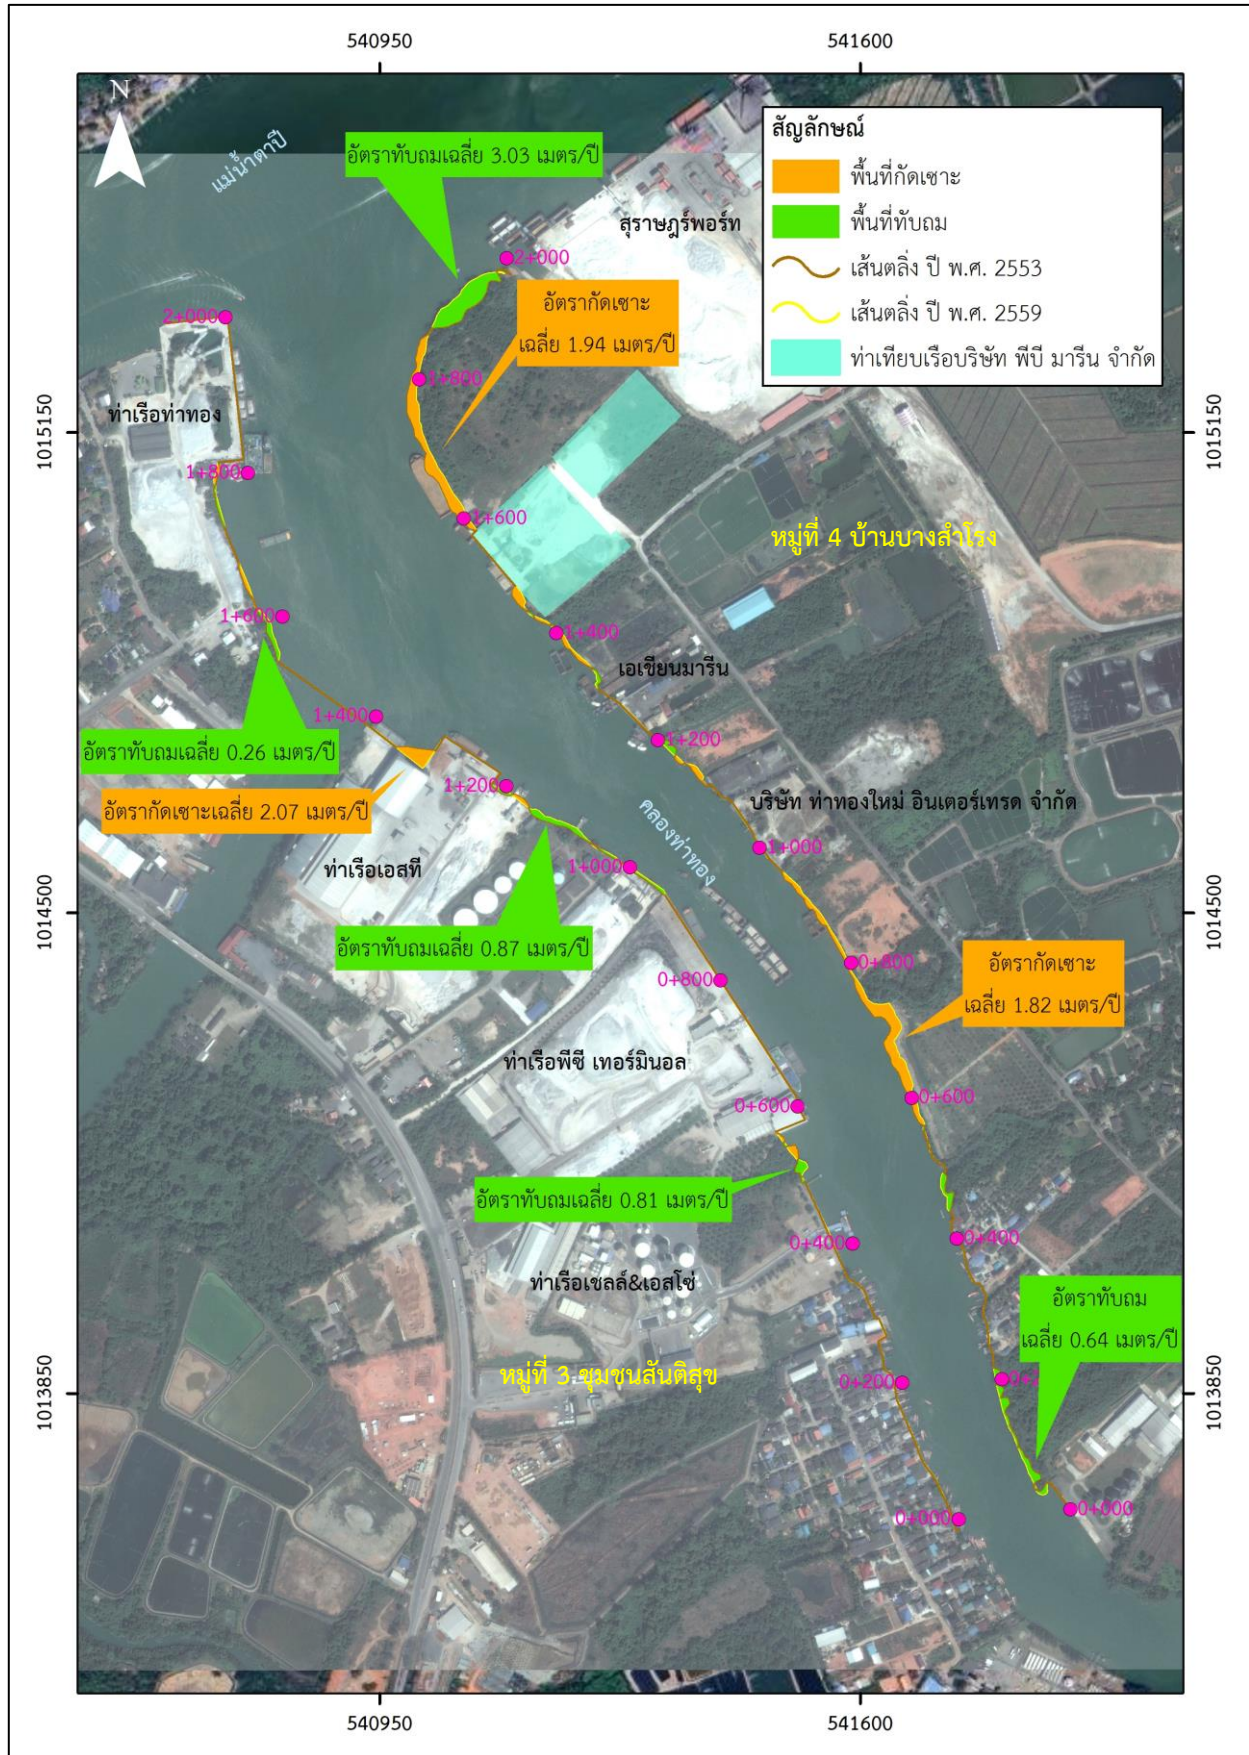 540950
541600
N
แม่น้ำตาปี
อัตราทับถมเฉลี่ย 3.03 เมตร/ปี
สัญลักษณ์
พื้นที่กัดเซาะ
พื้นที่ทับถม
เส้นตลิ่ง ปี พ.ศ. 2553
เส้นตลิ่ง ปี พ.ศ. 2559
ท่าเทียบเรือบริษัท พีบี มารีน จำกัด
สุราษฎร์พอร์ท
2+000
อัตรากัดเซาะ
เฉลี่ย 1.94 เมตร/ปี
2+000
1+800
ท่าเรือท่าทอง
1015150
1015150
1+800
1+600
หมู่ที่ 4 บ้านบางสำโรง
1+600
1+400
เอเชียนมารีน
1+400
อัตราทับถมเฉลี่ย 0.26 เมตร/ปี
1+200
1+200
อัตรากัดเซาะเฉลี่ย 2.07 เมตร/ปี
บริษัท ท่าทองใหม่ อินเตอร์เทรด จำกัด
คลองท่าทอง
1+000
ท่าเรือเอสที
1+000
1014500
1014500
อัตราทับถมเฉลี่ย 0.87 เมตร/ปี
0+800
0+800
อัตรากัดเซาะ
เฉลี่ย 1.82 เมตร/ปี
ท่าเรือพีซี เทอร์มินอล
0+600
0+600
อัตราทับถมเฉลี่ย 0.81 เมตร/ปี
0+400
0+400
ท่าเรือเชลล์&เอสโซ่
อัตราทับถม
เฉลี่ย 0.64 เมตร/ปี
หมู่ที่ 3 ชุมชนสันติสุข
0+200
0+2
1013850
1013850
0+000
0+000
540950
541600